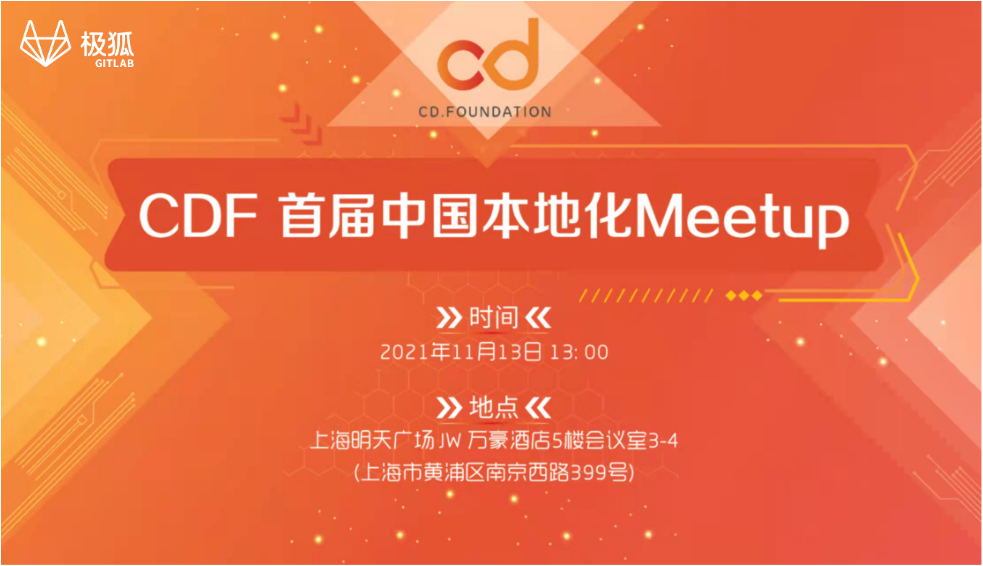 极狐
GITLAB
cd
CD.FOUNDATION
CDF 首届中国本地化Meetup
时间
2021年11月13日 13: 00
地点
上海明天广场 JW 万豪酒店5楼会议室3-4
(上海市黄浦区南京西路399号)